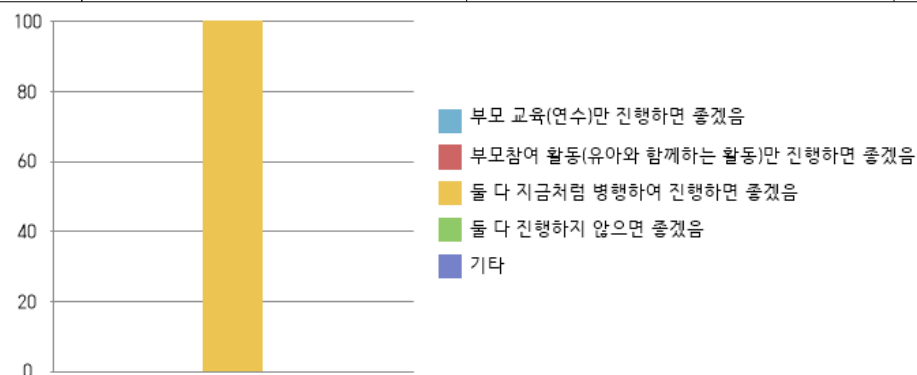 100
80
60
40
20
0
부모 교육(연수)만 진행하면 좋겠음
부모참여 활동(유아와 함께하는 활동)만 진행하면 좋겠음
둘 다 지금처럼 병행하여 진행하면 좋겠음
둘 다 진행하지 않으면 좋겠음
기타